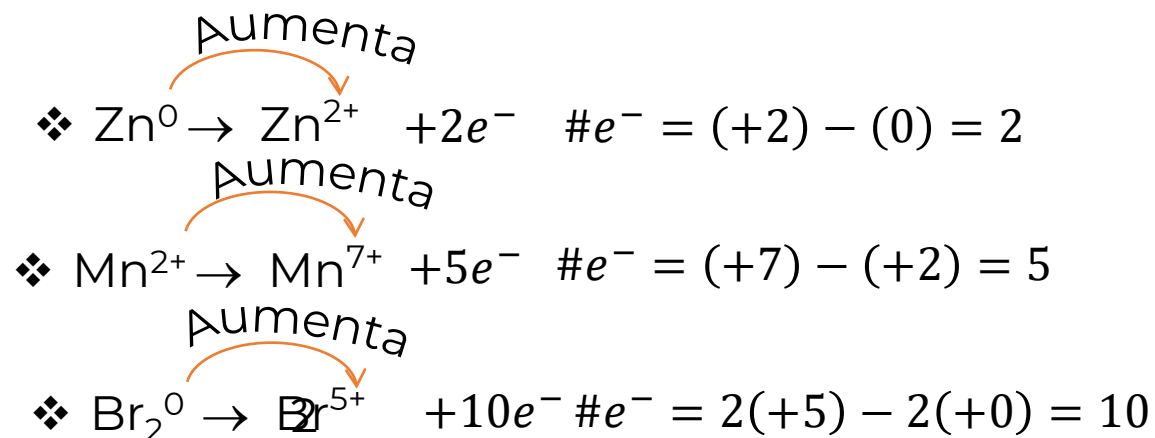 Aumenta
❖ Zn⁰ → Zn²⁺ +2e⁻ #e⁻ = (+2) − (0) = 2
Aumenta
❖ Mn²⁺ → Mn⁷⁺ +5e⁻ #e⁻ = (+7) − (+2) = 5
Aumenta
❖ Br₂⁰ → 2Br⁵⁺ +10e⁻ #e⁻ = 2(+5) − 2(+0) = 10